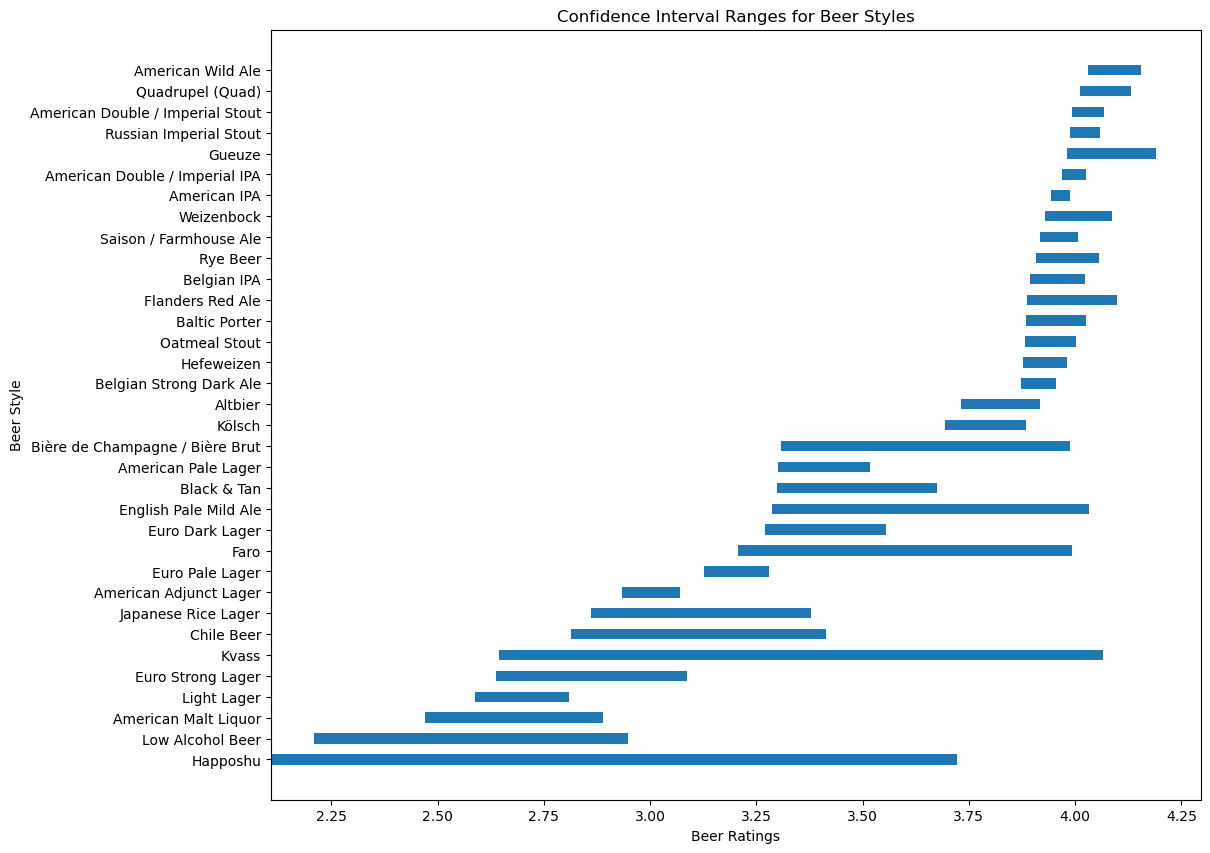 Confidence Interval Ranges for Beer Styles
American Wild Ale
Quadrupel (Quad)
American Double / Imperial Stout
Russian Imperial Stout
Gueuze
American Double / Imperial IPA
American IPA
Weizenbock
Saison / Farmhouse Ale
Rye Beer
Belgian IPA
Flanders Red Ale
Baltic Porter
Oatmeal Stout
Hefeweizen
Belgian Strong Dark Ale
Altbier
Kölsch
Bière de Champagne / Bière Brut
American Pale Lager
Black & Tan
English Pale Mild Ale
Euro Dark Lager
Faro
Euro Pale Lager
American Adjunct Lager
Japanese Rice Lager
Chile Beer
Kvass
Euro Strong Lager
Light Lager
American Malt Liquor
Low Alcohol Beer
Happoshu
Beer Style
2.25 2.50 2.75 3.00 3.25 3.50 3.75 4.00 4.25
Beer Ratings